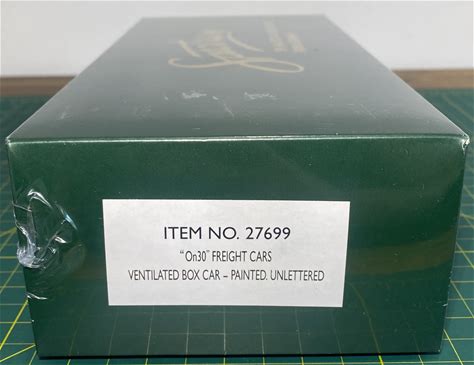 ITEM NO. 27699
“On30” FREIGHT CARS
VENTILATED BOX CAR – PAINTED. UNLETTERED